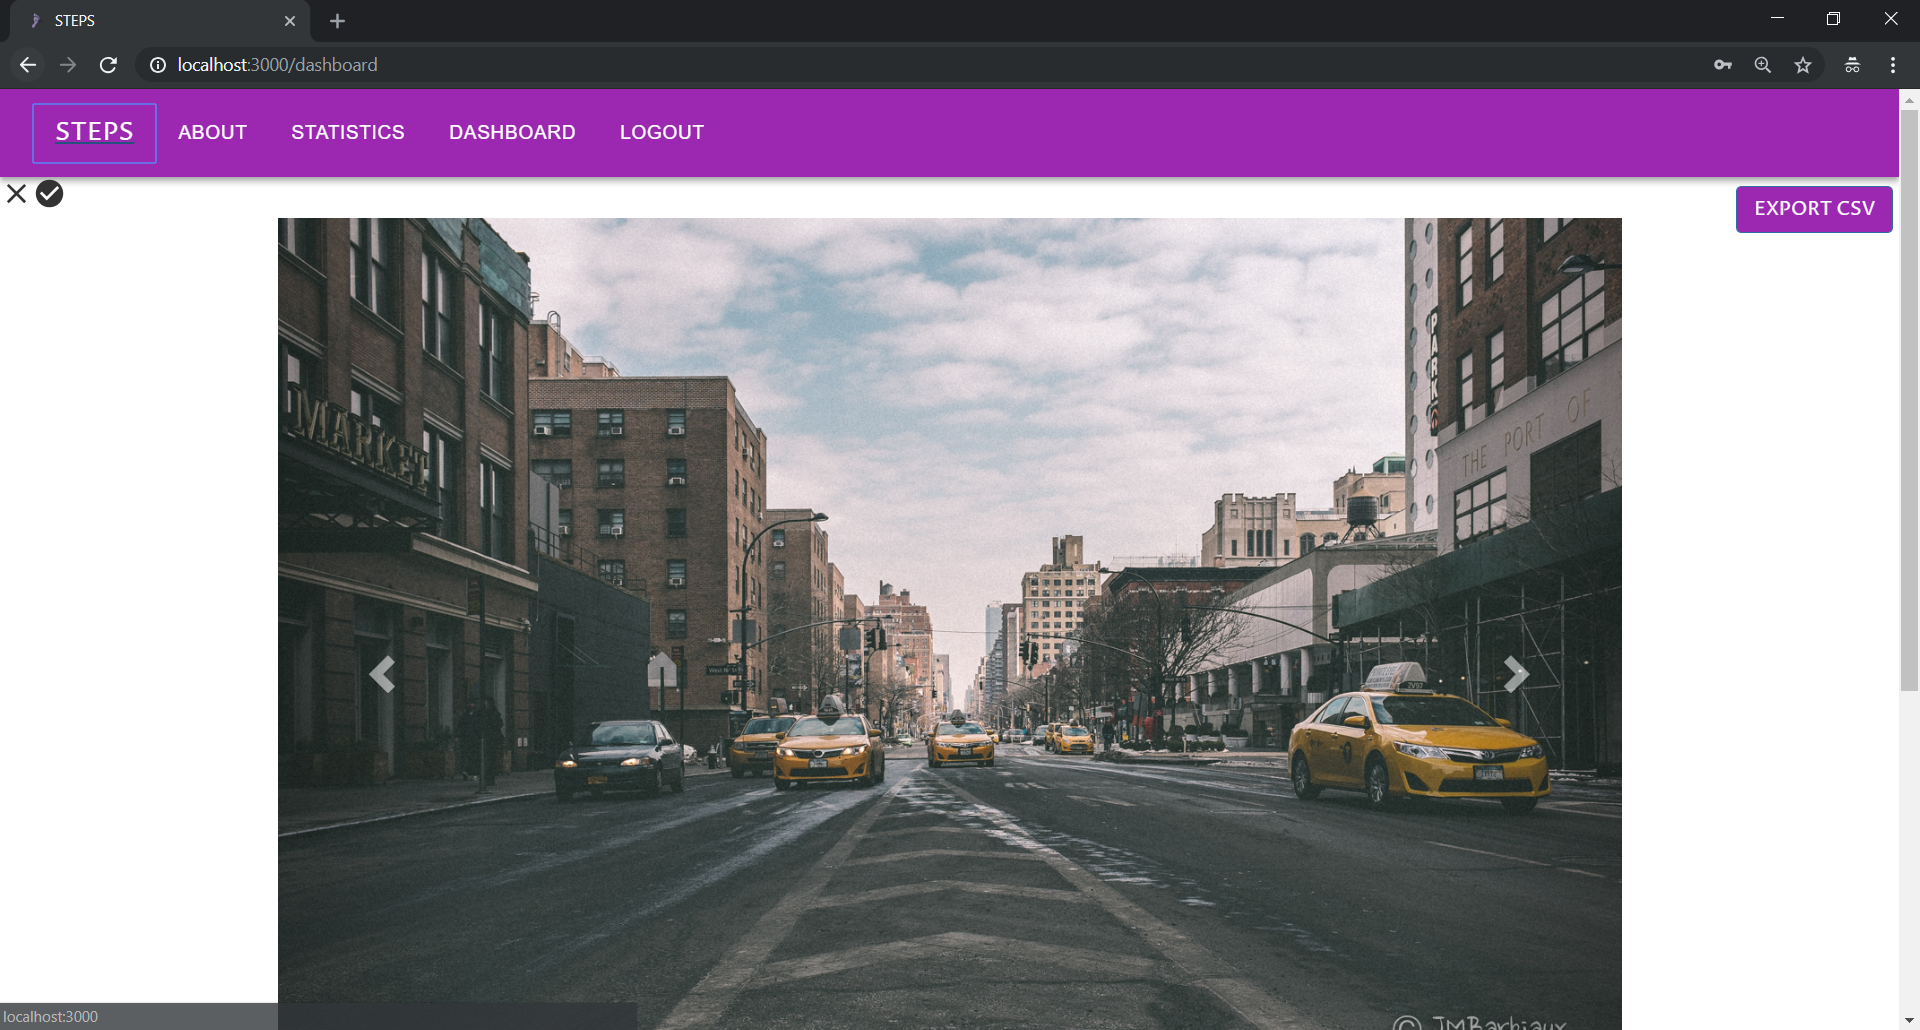 STEPS
localhost:3000/dashboard
STEPS ABOUT STATISTICS DASHBOARD LOGOUT
EXPORT CSV
PARK
MARKET
THE PORT OF
2V57
© JMBarbiaux
localhost:3000